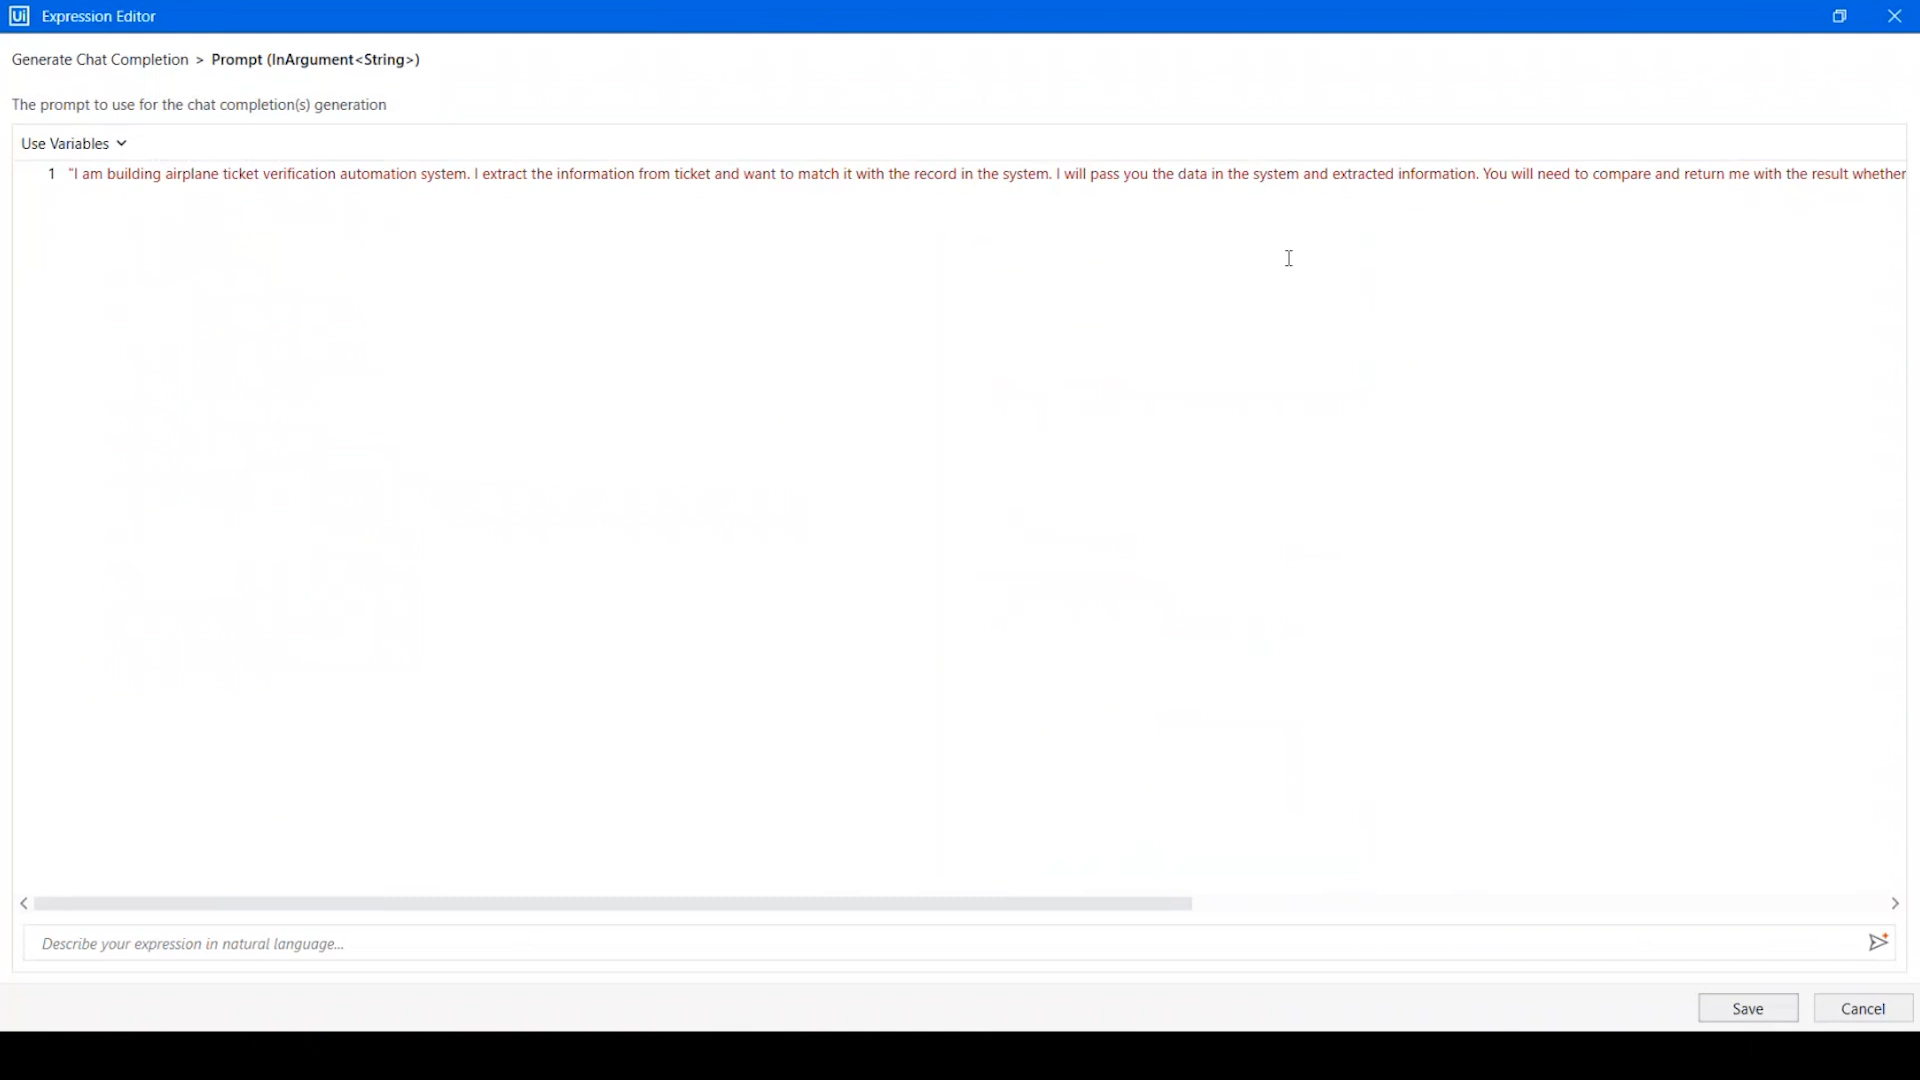 Ui Expression Editor
Generate Chat Completion > Prompt (InArgument<String>)
The prompt to use for the chat completion(s) generation
Use Variables
1 "I am building airplane ticket verification automation system. I extract the information from ticket and want to match it with the record in the system. I will pass you the data in the system and extracted information. You will need to compare and return me with the result whether
Describe your expression in natural language...
Save Cancel